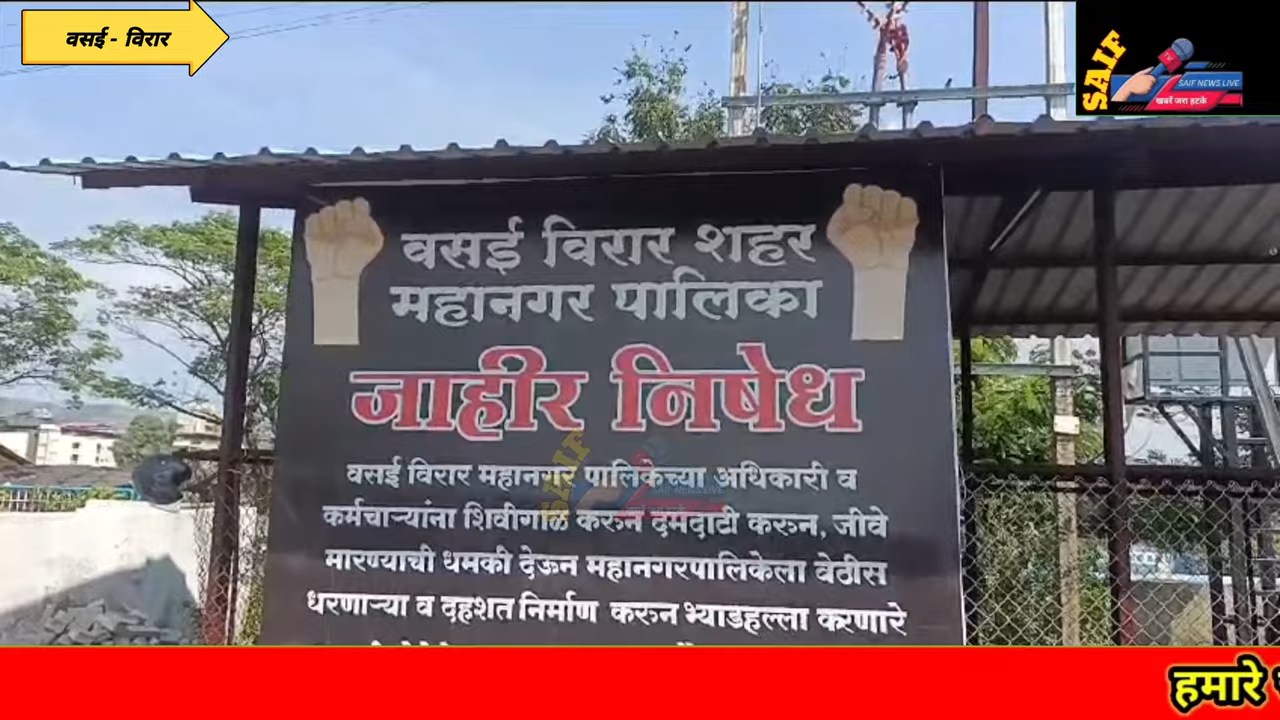 वसई - विरार
SAIF
SAIF NEWS LIVE
खबरें जरा हटके
वसई विरार शहर
महानगर पालिका
जाहीर निषेध
वसई विरार महानगर पालिकेच्या अधिकारी व
कर्मचाऱ्यांना शिवीगाळ करुन दमदाटी करुन, जीवे
मारण्याची धमकी देऊन महानगरपालिकेला वेठीस
धरणाऱ्या व दहशत निर्माण करुन भ्याडहल्ला करणारे
हमारे